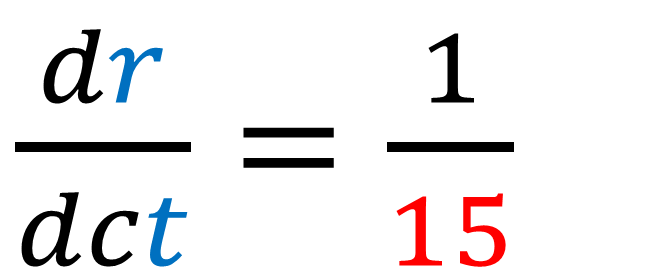 dr/dct = 1/15